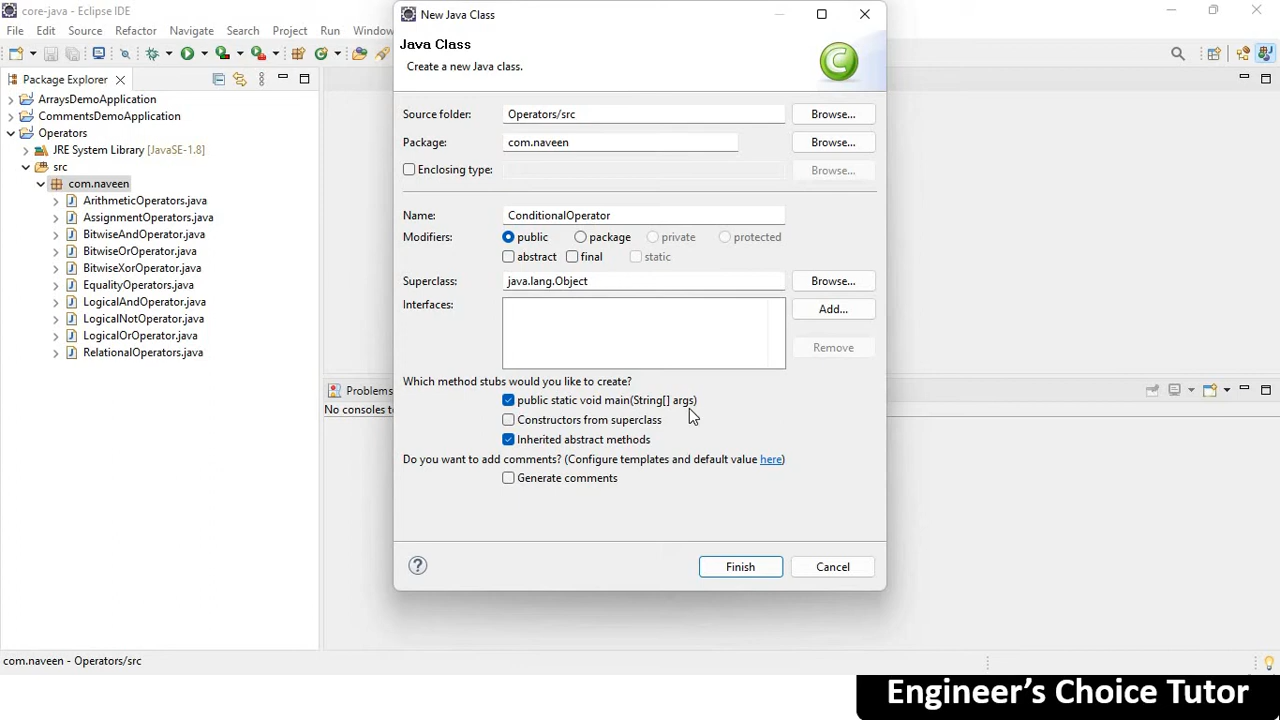 core-java - Eclipse IDE
File Edit Source Refactor Navigate Search Project Run Window
Package Explorer
ArraysDemoApplication
CommentsDemoApplication
Operators
JRE System Library [JavaSE-1.8]
src
com.naveen
ArithmeticOperators.java
AssignmentOperators.java
BitwiseAndOperator.java
BitwiseOrOperator.java
BitwiseXorOperator.java
EqualityOperators.java
LogicalAndOperator.java
LogicalNotOperator.java
LogicalOrOperator.java
RelationalOperators.java
Problems
No consoles t
New Java Class
Java Class
Create a new Java class.
Source folder: Operators/src Browse...
Package: com.naveen Browse...
Enclosing type: Browse...
Name: ConditionalOperator
Modifiers: public package private protected
abstract final static
Superclass: java.lang.Object Browse...
Interfaces: Add...
Remove
Which method stubs would you like to create?
public static void main(String[] args)
Constructors from superclass
Inherited abstract methods
Do you want to add comments? (Configure templates and default value here)
Generate comments
Finish Cancel
com.naveen - Operators/src
Engineer's Choice Tutor